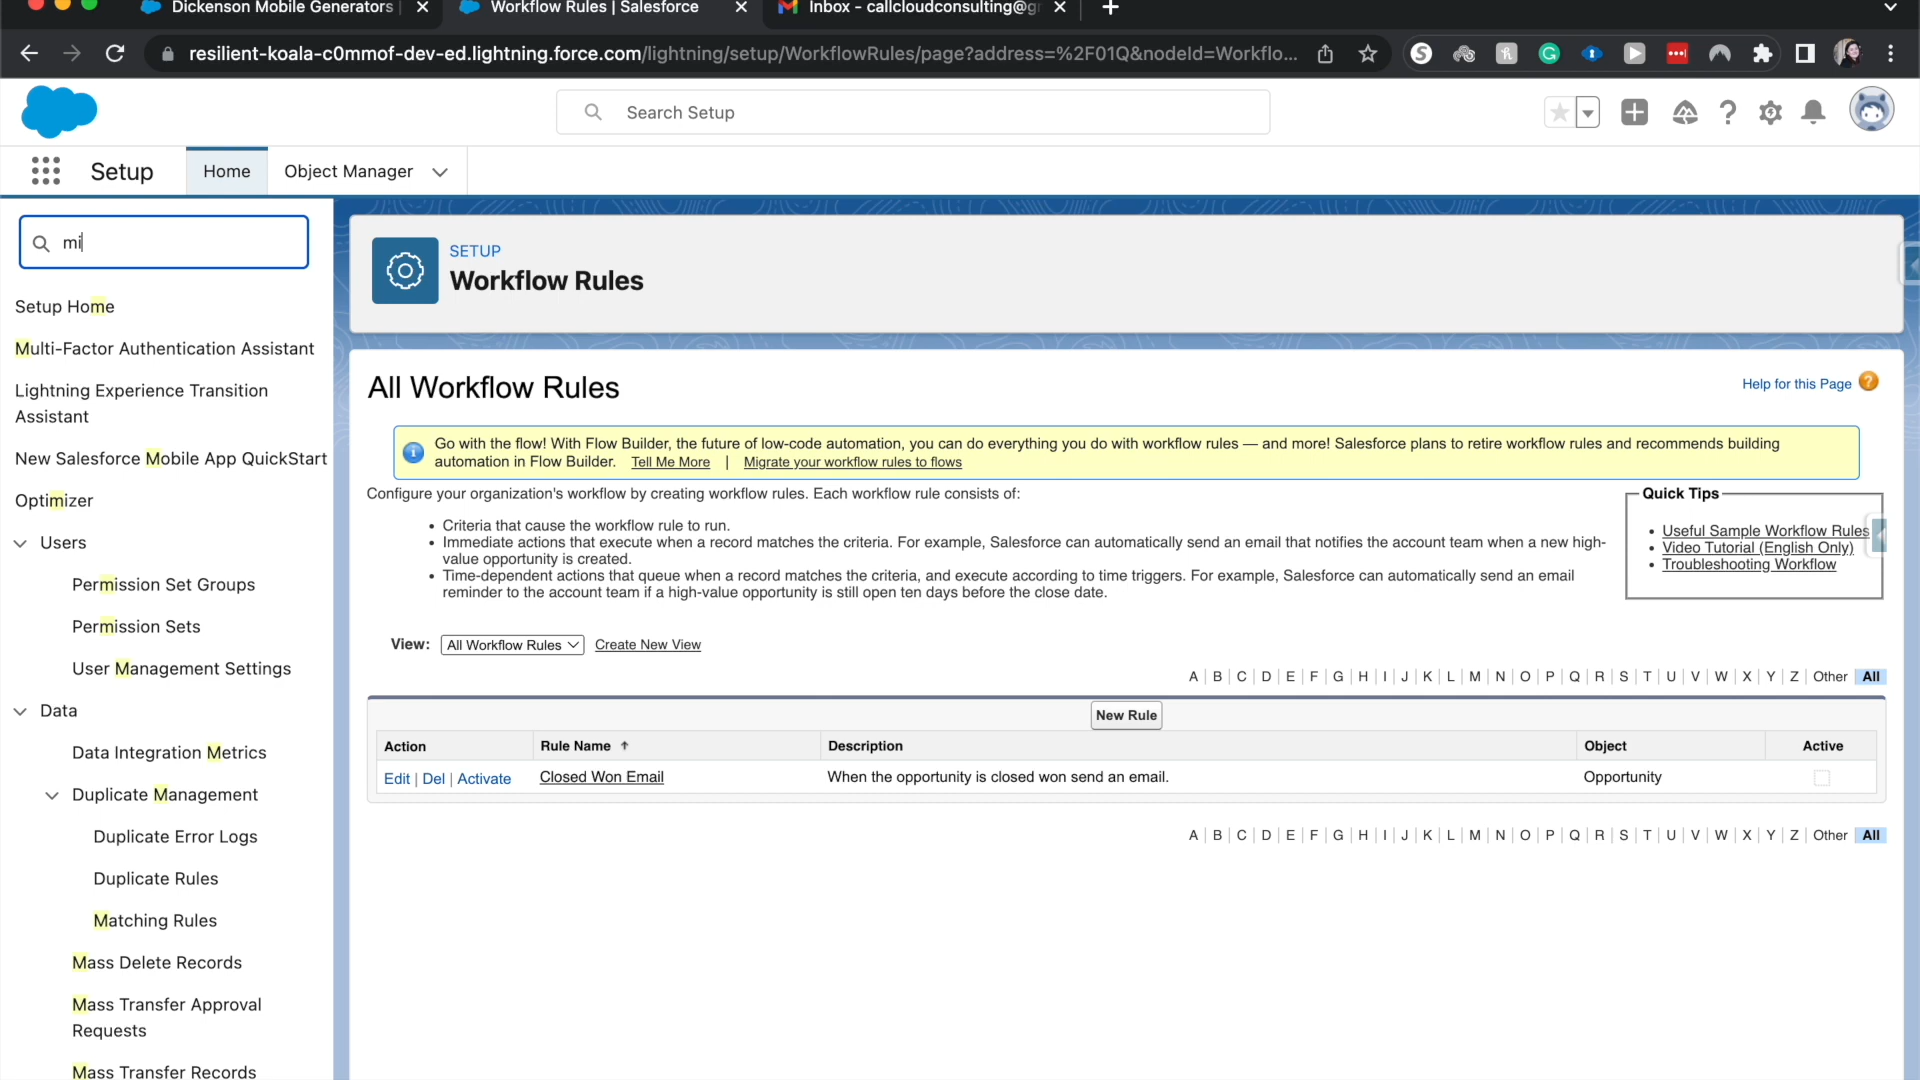 Dickenson Mobile Generators
Workflow Rules | Salesforce
Inbox - callcloudconsulting@gr
resilient-koala-c0mmof-dev-ed.lightning.force.com/lightning/setup/WorkflowRules/page?address=%2F01Q&nodeId=Workflo...
Search Setup
Setup
Home
Object Manager
mi
Setup Home
Multi-Factor Authentication Assistant
Lightning Experience Transition
Assistant
New Salesforce Mobile App QuickStart
Optimizer
Users
Permission Set Groups
Permission Sets
User Management Settings
Data
Data Integration Metrics
Duplicate Management
Duplicate Error Logs
Duplicate Rules
Matching Rules
Mass Delete Records
Mass Transfer Approval
Requests
Mass Transfer Records
SETUP
Workflow Rules
All Workflow Rules
Help for this Page
Go with the flow! With Flow Builder, the future of low-code automation, you can do everything you do with workflow rules — and more! Salesforce plans to retire workflow rules and recommends building
automation in Flow Builder. Tell Me More | Migrate your workflow rules to flows
Configure your organization's workflow by creating workflow rules. Each workflow rule consists of:
• Criteria that cause the workflow rule to run.
• Immediate actions that execute when a record matches the criteria. For example, Salesforce can automatically send an email that notifies the account team when a new high-
value opportunity is created.
• Time-dependent actions that queue when a record matches the criteria, and execute according to time triggers. For example, Salesforce can automatically send an email
reminder to the account team if a high-value opportunity is still open ten days before the close date.
Quick Tips
• Useful Sample Workflow Rules
• Video Tutorial (English Only)
• Troubleshooting Workflow
View: All Workflow Rules Create New View
A | B | C | D | E | F | G | H | I | J | K | L | M | N | O | P | Q | R | S | T | U | V | W | X | Y | Z | Other | All
New Rule
Action Rule Name Description Object Active
Edit | Del | Activate Closed Won Email When the opportunity is closed won send an email. Opportunity
A | B | C | D | E | F | G | H | I | J | K | L | M | N | O | P | Q | R | S | T | U | V | W | X | Y | Z | Other | All